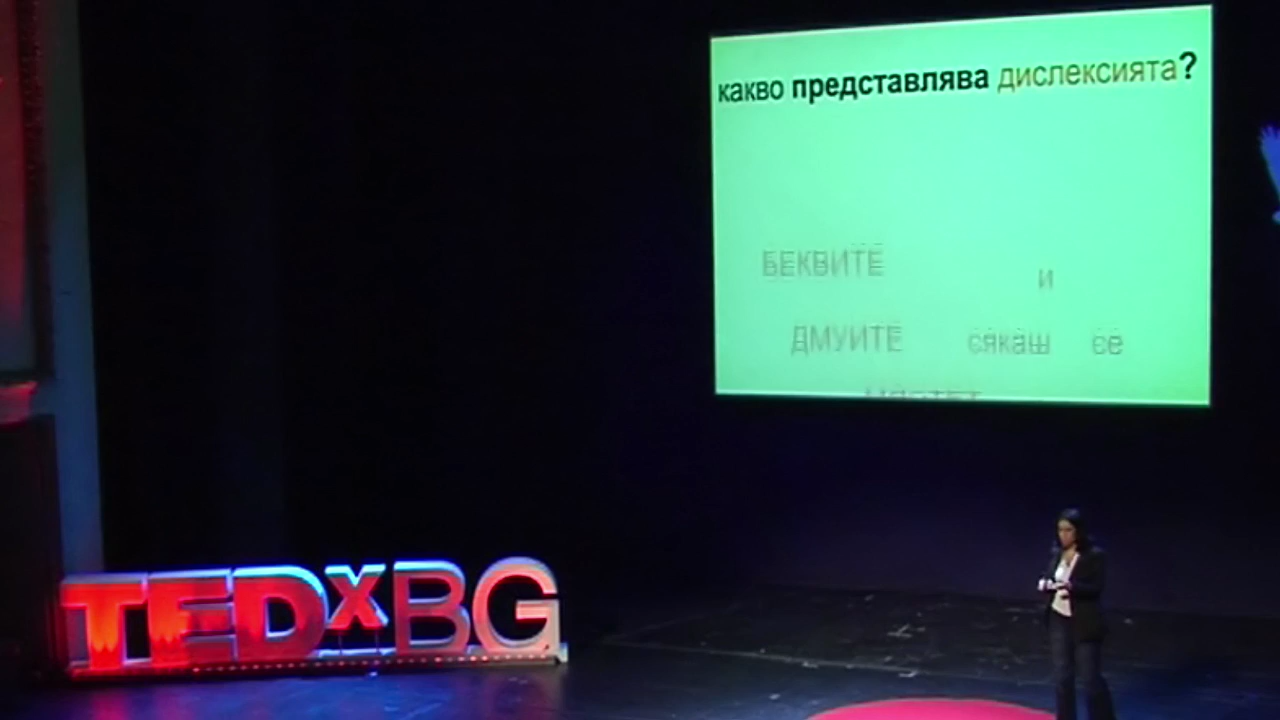 какво представлява дислексията?
БЕКВИТЕ и
ДМУИТЕ сякаш се
TEDxBG